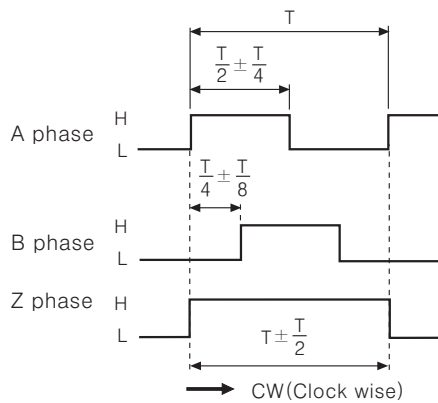 T
T/2 ± T/4
A phase H
L
T/4 ± T/8
B phase H
L
Z phase H
L
T ± T/2
CW(Clock wise)